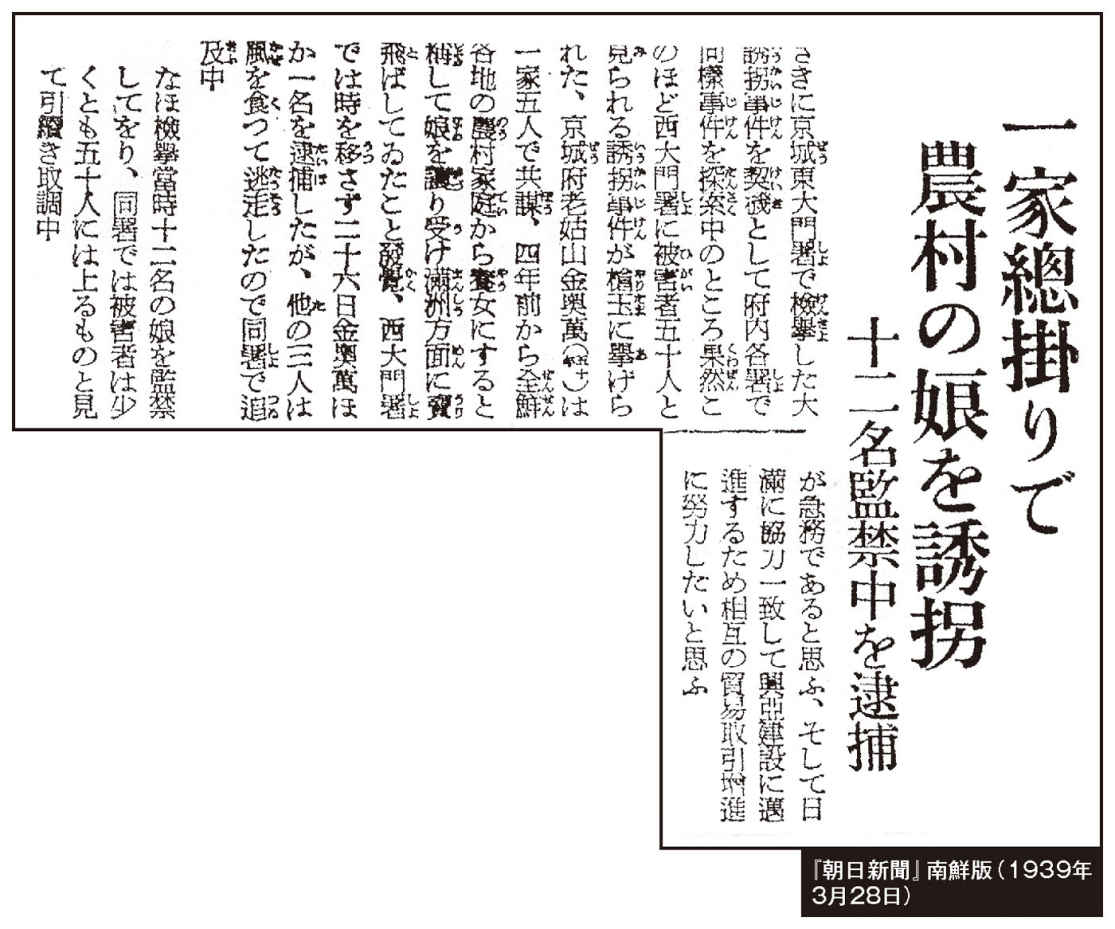 一家總掛りで
農村の娘を誘拐
十二名監禁中を逮捕
さきに京城東大門署で檢擧した大
誘拐事件を契機として府内各署で
同樣事件を探索中のところ果然こ
のほど西大門署に被害者五十人と
見られる誘拐事件が槍玉に擧げら
れた、京城府老姑山金奥萬（　）は
一家五人で共謀、四年前から全鮮
各地の農村家庭から養女にすると
稱して娘を讓り受け滿洲方面に賣
飛ばしてゐたこと發覺、西大門署
では時を移さず二十六日金奥萬ほ
か一名を逮捕したが、他の三人は
風を食つて逃走したので同署で追
及中
なほ檢擧當時十二名の娘を監禁
してをり、同署では被害者は少
くとも五十人には上るものと見
て引續き取調中
が急務であると思ふ、そして日
滿に協力一致して興亞建設に邁
進するため相互の貿易取引增進
に努力したいと思ふ
『朝日新聞』南鮮版（1939年
3月28日）